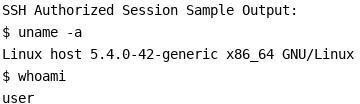 SSH Authorized Session Sample Output:
$ uname -a
Linux host 5.4.0-42-generic x86_64 GNU/Linux
$ whoami
user